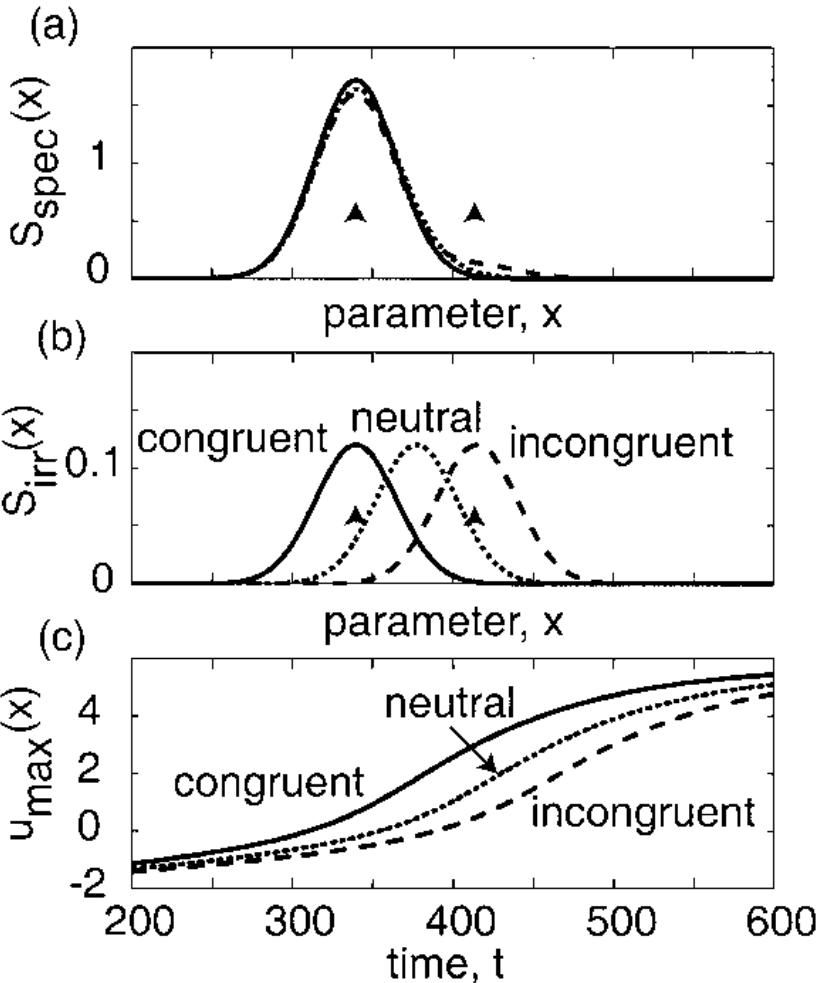 (a)
S_spec(x)
1
0
parameter, x
(b)
S_irr(x)
congruent
neutral
incongruent
0.1
0
parameter, x
(c)
u_max(x)
4
2
0
-2
neutral
congruent
incongruent
200 300 400 500 600
time, t